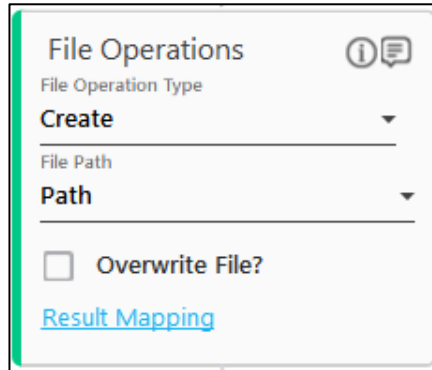 File Operations
File Operation Type
Create
File Path
Path
Overwrite File?
Result Mapping